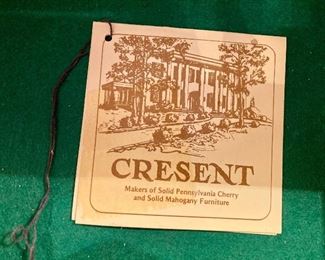 CRESENT
Makers of Solid Pennsylvania Cherry
and Solid Mahogany Furniture